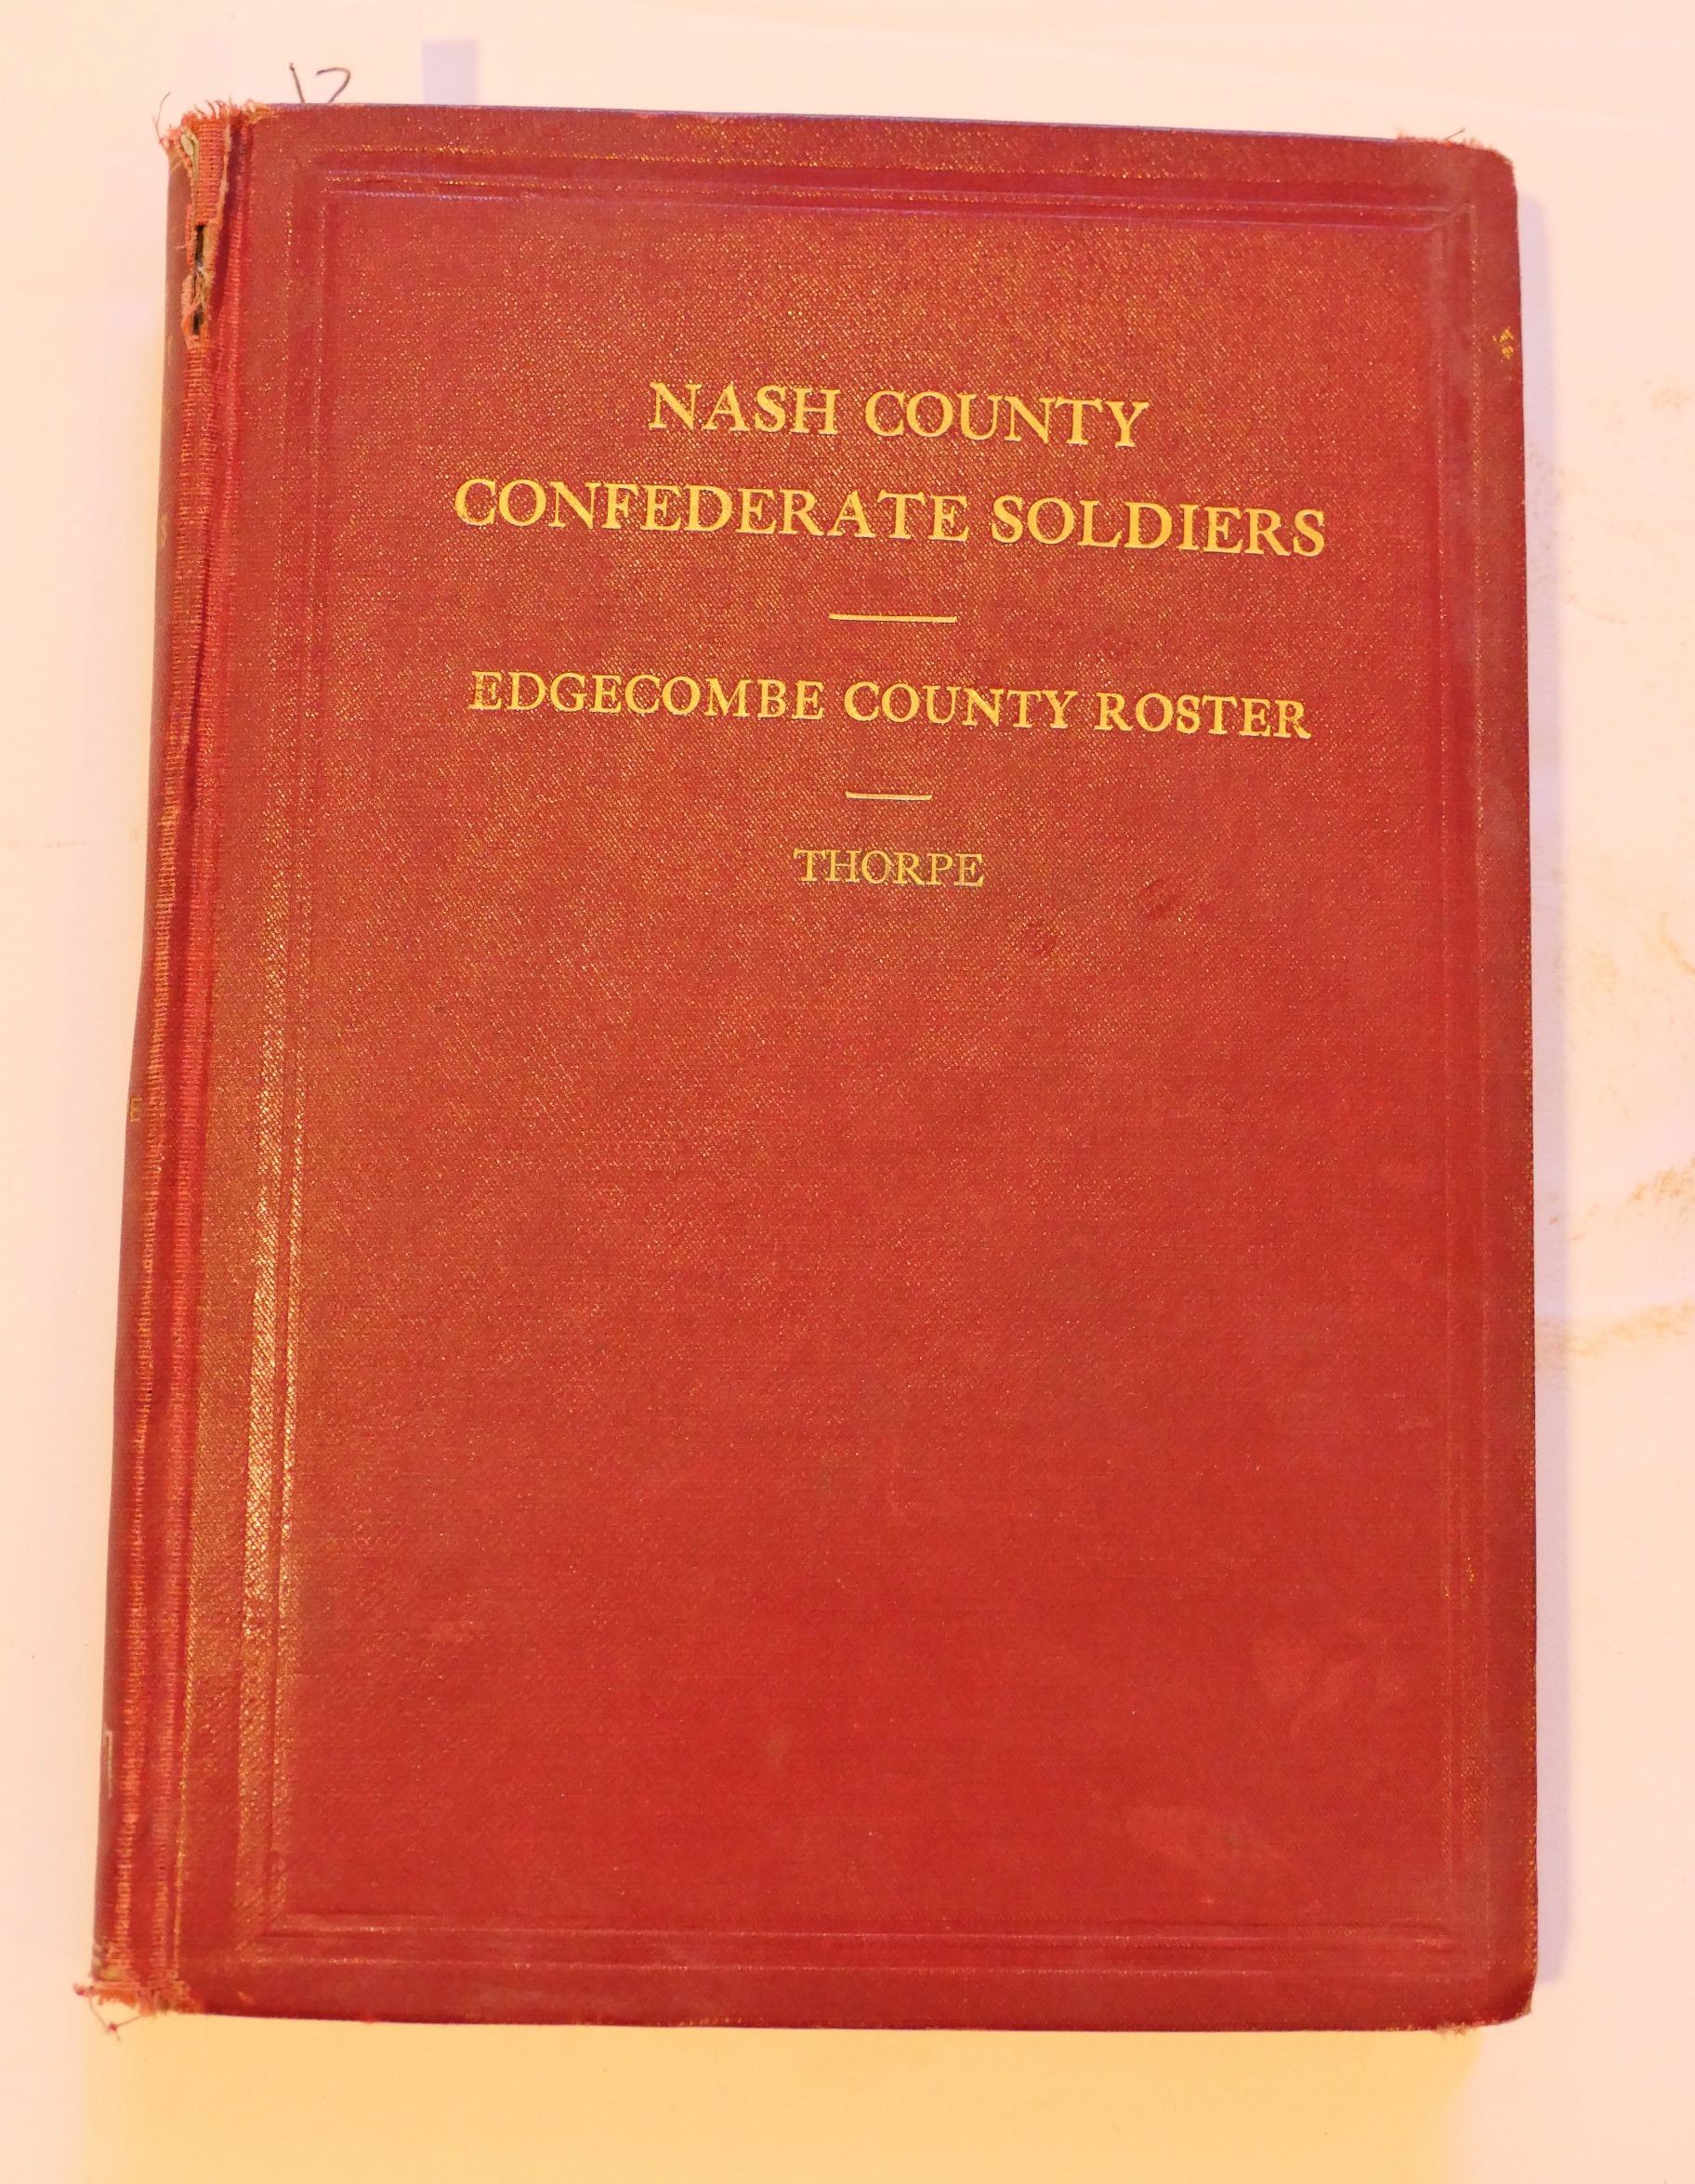 NASH COUNTY
CONFEDERATE SOLDIERS
EDGECOMBE COUNTY ROSTER
THORPE